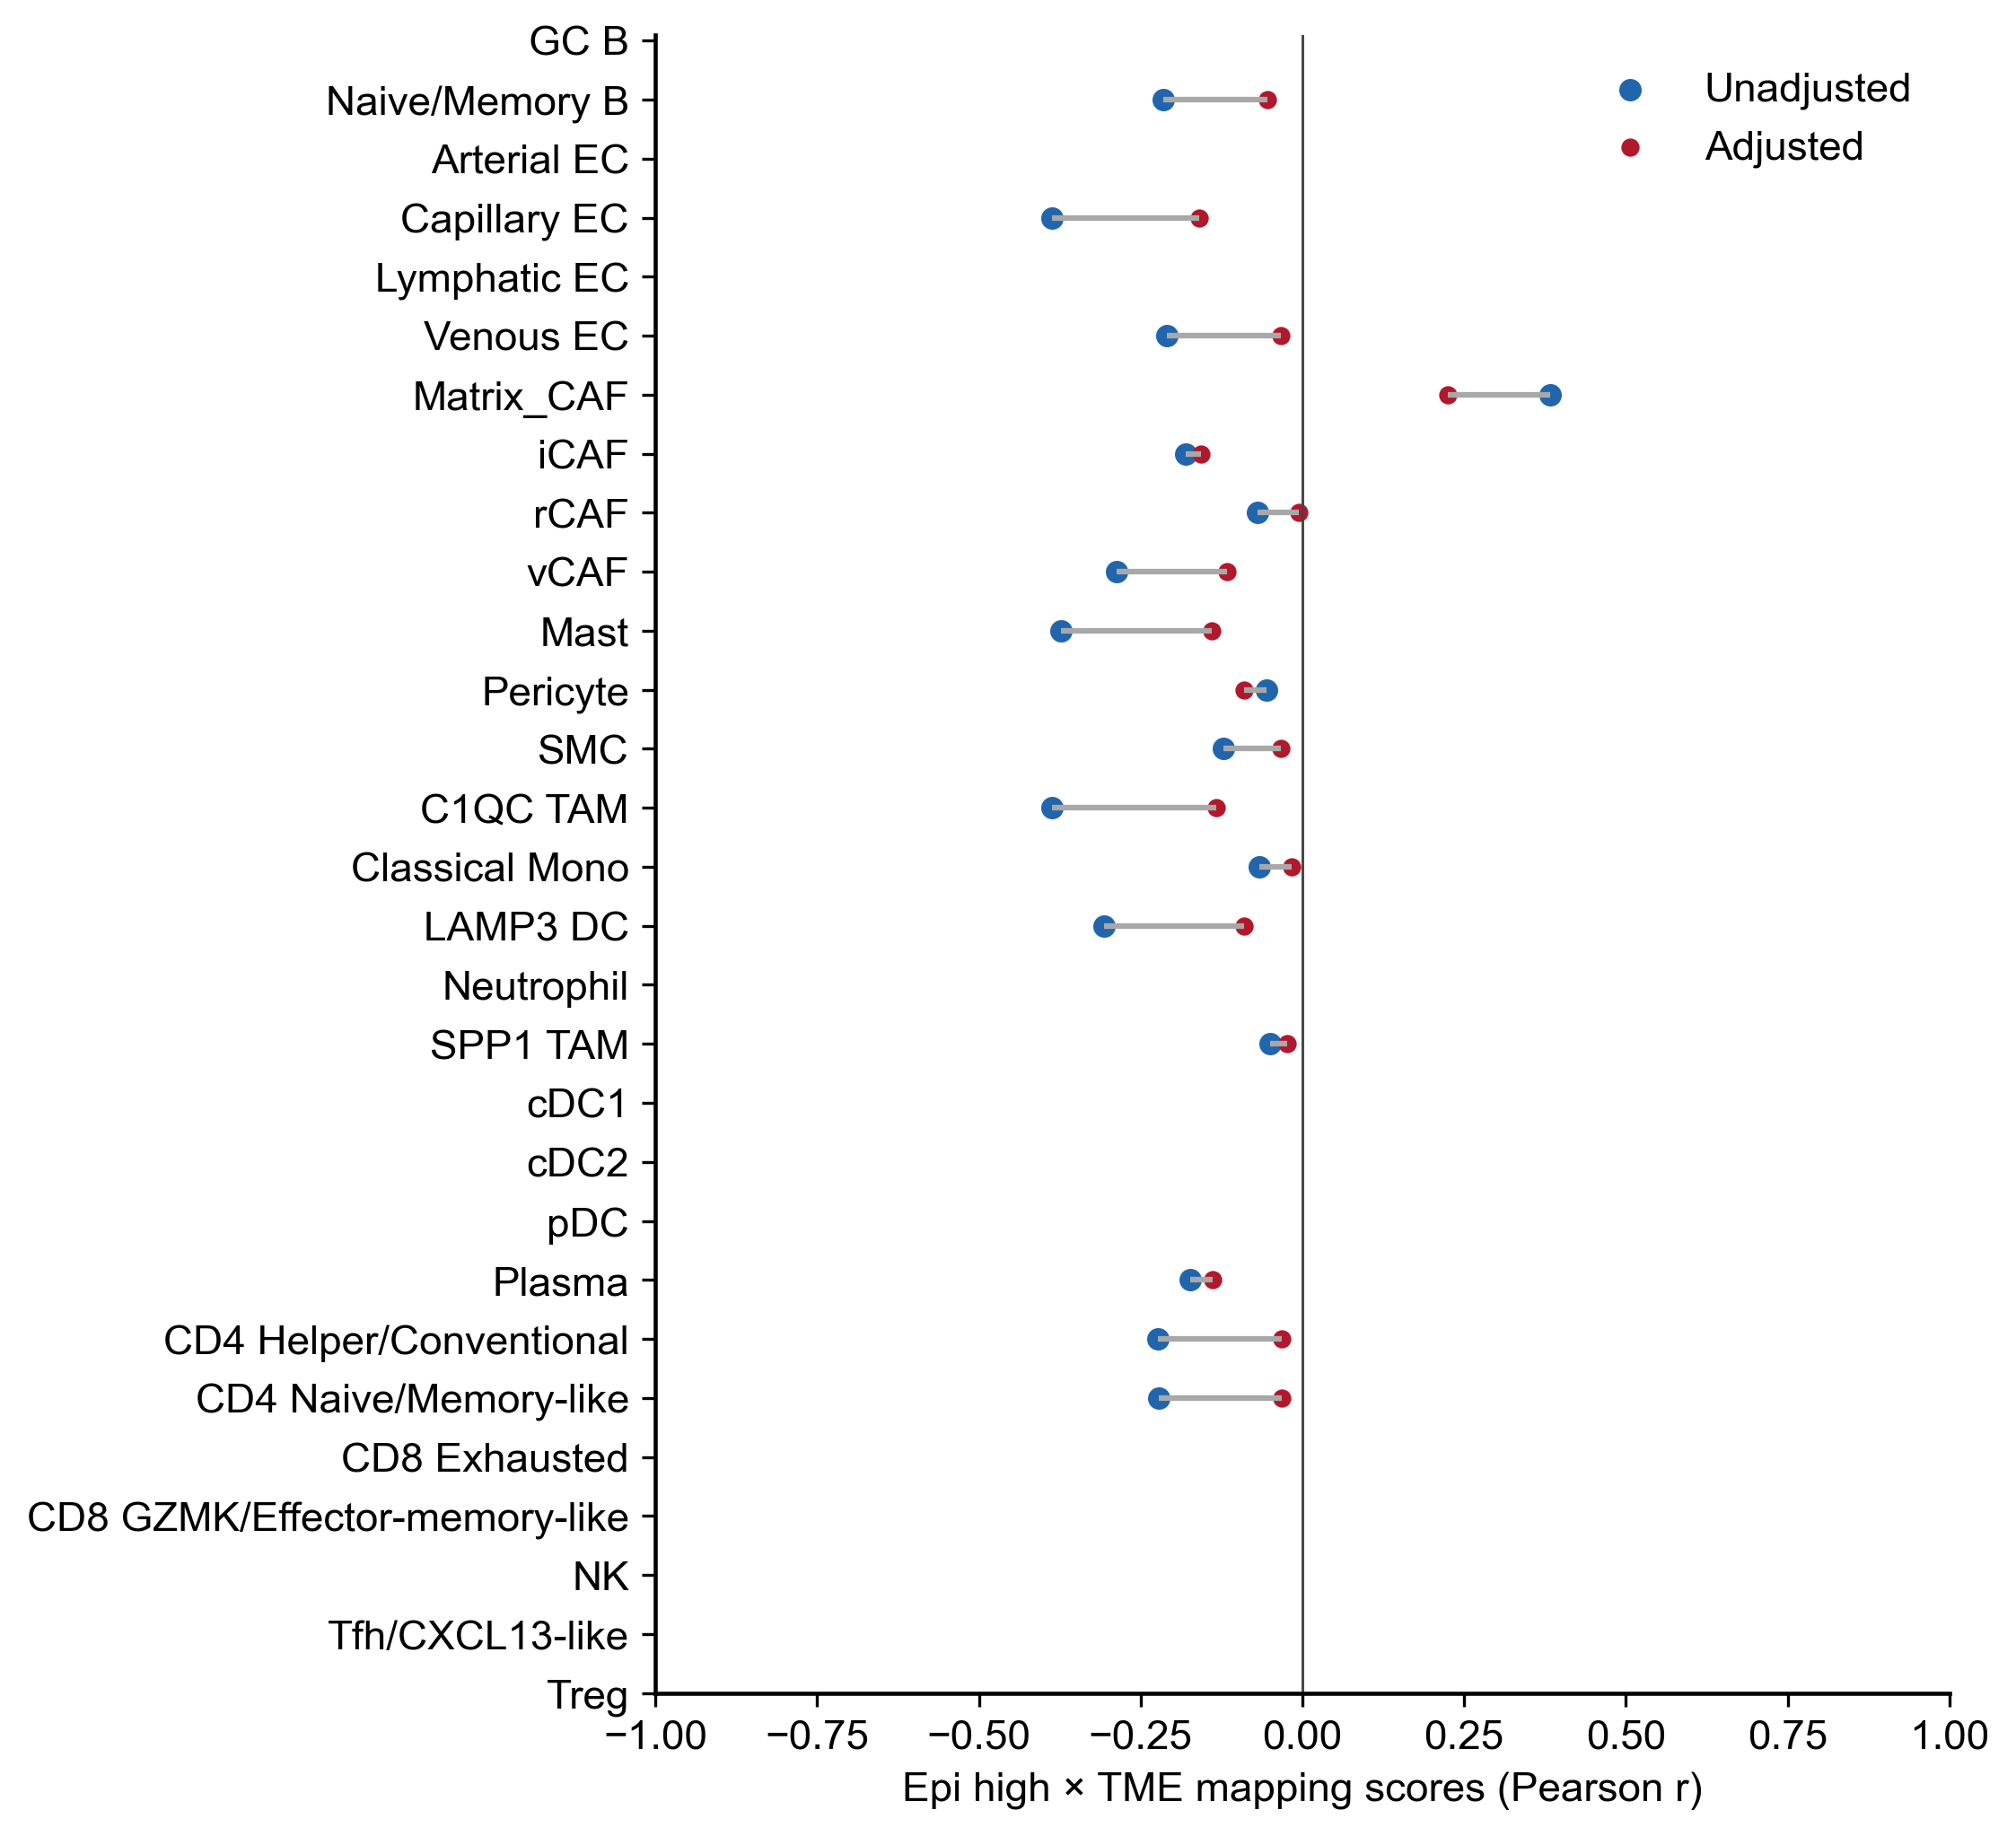 GC B
Naive/Memory B
Arterial EC
Capillary EC
Lymphatic EC
Venous EC
Matrix_CAF
iCAF
rCAF
vCAF
Mast
Pericyte
SMC
C1QC TAM
Classical Mono
LAMP3 DC
Neutrophil
SPP1 TAM
cDC1
cDC2
pDC
Plasma
CD4 Helper/Conventional
CD4 Naive/Memory-like
CD8 Exhausted
CD8 GZMK/Effector-memory-like
NK
Tfh/CXCL13-like
Treg
Unadjusted
Adjusted
−1.00 −0.75 −0.50 −0.25 0.00 0.25 0.50 0.75 1.00
Epi high × TME mapping scores (Pearson r)